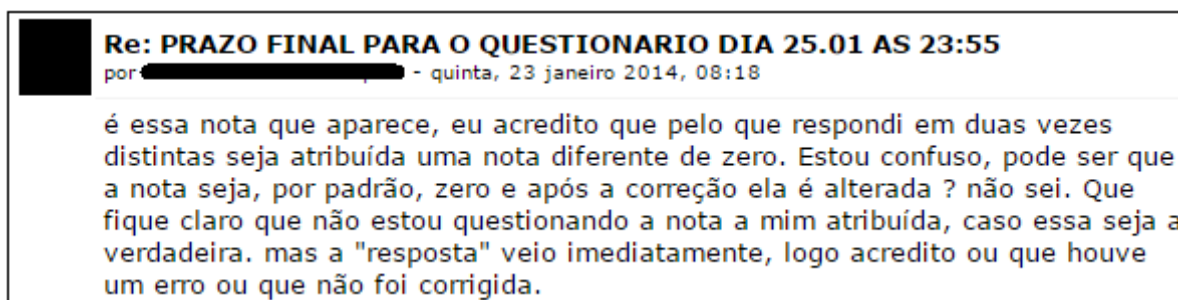 Re: PRAZO FINAL PARA O QUESTIONARIO DIA 25.01 AS 23:55
por - quinta, 23 janeiro 2014, 08:18
é essa nota que aparece, eu acredito que pelo que respondi em duas vezes
distintas seja atribuída uma nota diferente de zero. Estou confuso, pode ser que
a nota seja, por padrão, zero e após a correção ela é alterada ? não sei. Que
fique claro que não estou questionando a nota a mim atribuída, caso essa seja a
verdadeira. mas a "resposta" veio imediatamente, logo acredito ou que houve
um erro ou que não foi corrigida.